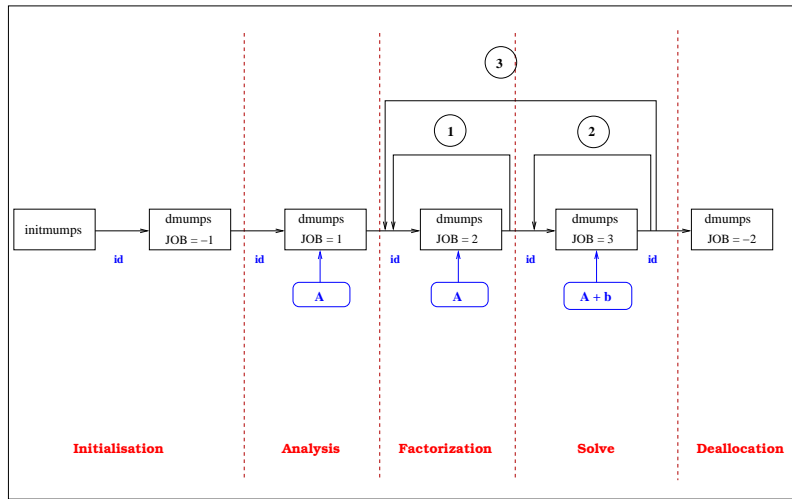 3
1
2
initmumps
dmumps
JOB = −1
dmumps
JOB = 1
dmumps
JOB = 2
dmumps
JOB = 3
dmumps
JOB = −2
id
id
id
id
id
A
A
A + b
Initialisation
Analysis
Factorization
Solve
Deallocation